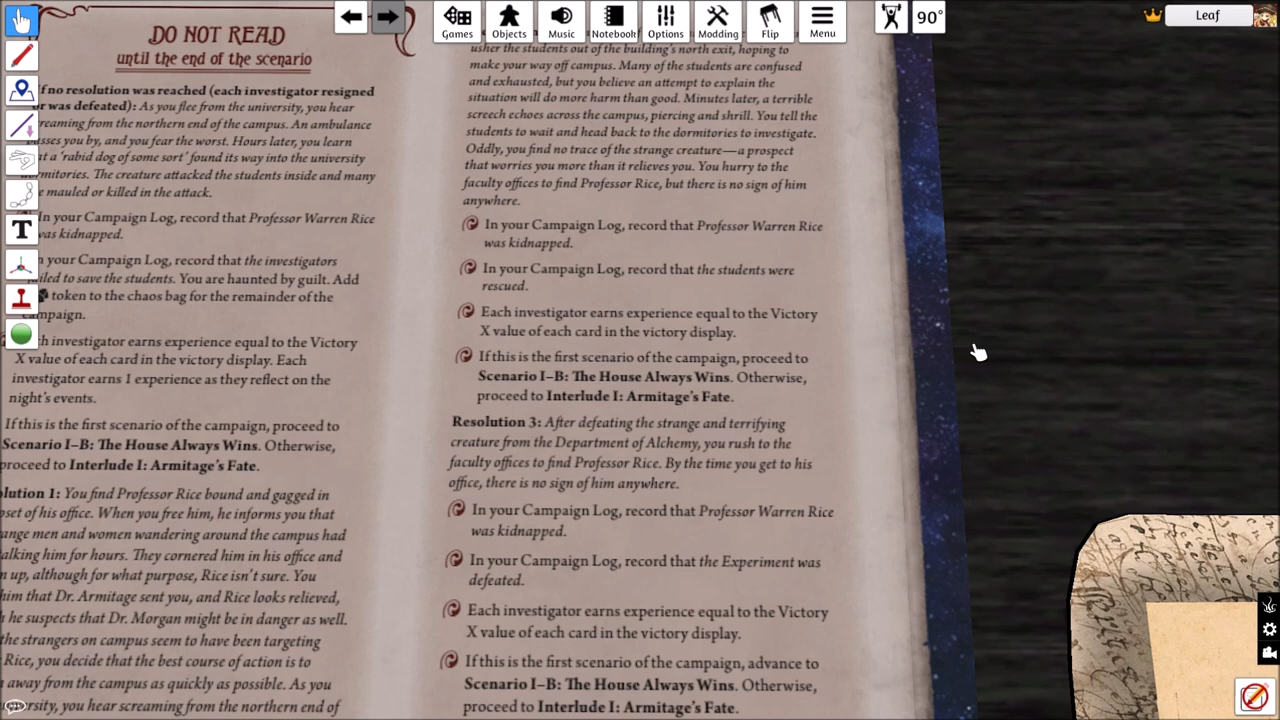 Games
Objects
Music
Notebook
Options
Modding
Flip
Menu
90°
Leaf
DO NOT READ
until the end of the scenario
If no resolution was reached (each investigator resigned
or was defeated): As you flee from the university, you hear
screaming from the northern end of the campus. An ambulance
passes you by, and you fear the worst. Hours later, you learn
that a ‘rabid dog of some sort’ found its way into the university
dormitories. The creature attacked the students inside and many
were mauled or killed in the attack.
In your Campaign Log, record that Professor Warren Rice
was kidnapped.
In your Campaign Log, record that the investigators
failed to save the students. You are haunted by guilt. Add
token to the chaos bag for the remainder of the
campaign.
Each investigator earns experience equal to the Victory
X value of each card in the victory display. Each
investigator earns 1 experience as they reflect on the
night's events.
If this is the first scenario of the campaign, proceed to
Scenario I–B: The House Always Wins. Otherwise,
proceed to Interlude I: Armitage's Fate.
Resolution 1: You find Professor Rice bound and gagged in
closet of his office. When you free him, he informs you that
strange men and women wandering around the campus had
stalking him for hours. They cornered him in his office and
up, although for what purpose, Rice isn't sure. You
him that Dr. Armitage sent you, and Rice looks relieved,
he suspects that Dr. Morgan might be in danger as well.
the strangers on campus seem to have been targeting
Rice, you decide that the best course of action is to
away from the campus as quickly as possible. As you
university, you hear screaming from the northern end of
usher the students out of the building's north exit, hoping to
make your way off campus. Many of the students are confused
and exhausted, but you believe an attempt to explain the
situation will do more harm than good. Minutes later, a terrible
screech echoes across the campus, piercing and shrill. You tell the
students to wait and head back to the dormitories to investigate.
Oddly, you find no trace of the strange creature—a prospect
that worries you more than it relieves you. You hurry to the
faculty offices to find Professor Rice, but there is no sign of him
anywhere.
In your Campaign Log, record that Professor Warren Rice
was kidnapped.
In your Campaign Log, record that the students were
rescued.
Each investigator earns experience equal to the Victory
X value of each card in the victory display.
If this is the first scenario of the campaign, proceed to
Scenario I–B: The House Always Wins. Otherwise,
proceed to Interlude I: Armitage's Fate.
Resolution 3: After defeating the strange and terrifying
creature from the Department of Alchemy, you rush to the
faculty offices to find Professor Rice. By the time you get to his
office, there is no sign of him anywhere.
In your Campaign Log, record that Professor Warren Rice
was kidnapped.
In your Campaign Log, record that the Experiment was
defeated.
Each investigator earns experience equal to the Victory
X value of each card in the victory display.
If this is the first scenario of the campaign, advance to
Scenario I–B: The House Always Wins. Otherwise,
proceed to Interlude I: Armitage's Fate.